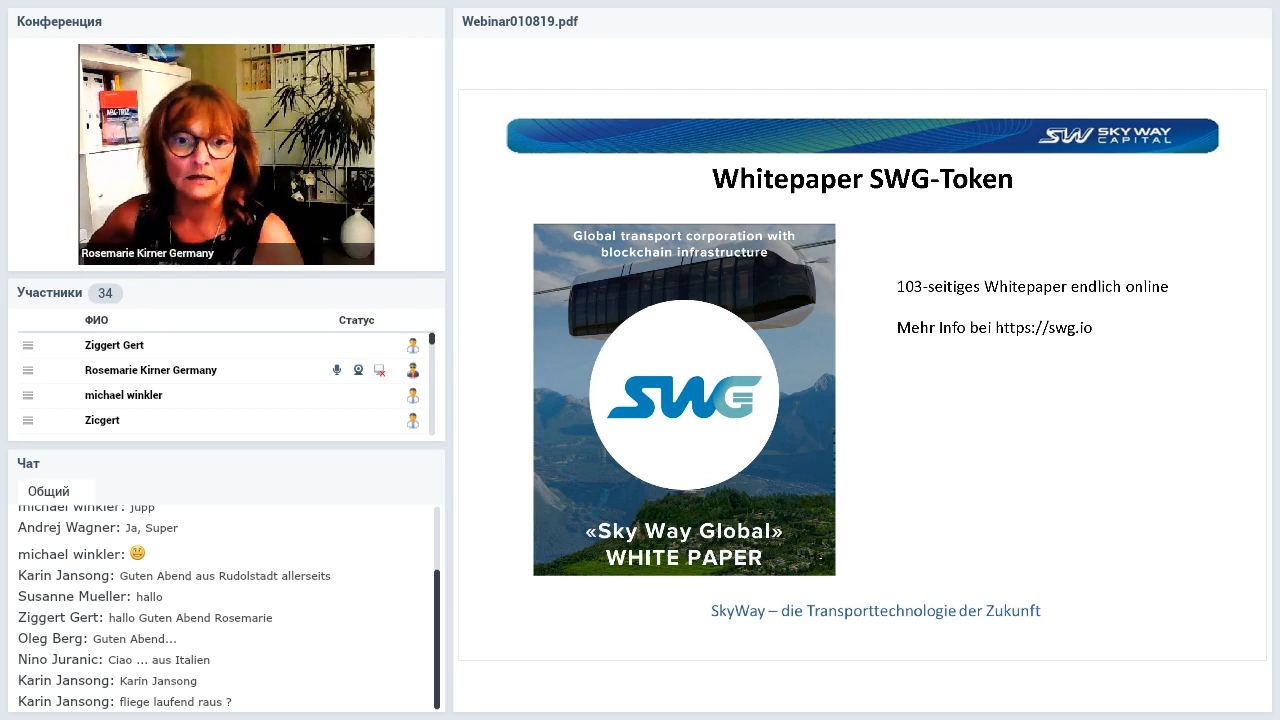 Конференция
Rosemarie Kirner Germany
Участники 34
ФИО Статус
Ziggert Gert
Rosemarie Kirner Germany
michael winkler
Zicgert
Чат
Общий
michael winkler: jupp
Andrej Wagner: Ja, Super
michael winkler:
Karin Jansong: Guten Abend aus Rudolstadt allerseits
Susanne Mueller: hallo
Ziggert Gert: hallo Guten Abend Rosemarie
Oleg Berg: Guten Abend...
Nino Juranic: Ciao ... aus Italien
Karin Jansong: Karin Jansong
Karin Jansong: fliege laufend raus ?
Webinar010819.pdf
SW SKY WAY
CAPITAL
Whitepaper SWG-Token
Global transport corporation with
blockchain infrastructure
SWG
«Sky Way Global»
WHITE PAPER
103-seitiges Whitepaper endlich online
Mehr Info bei https://swg.io
SkyWay – die Transporttechnologie der Zukunft